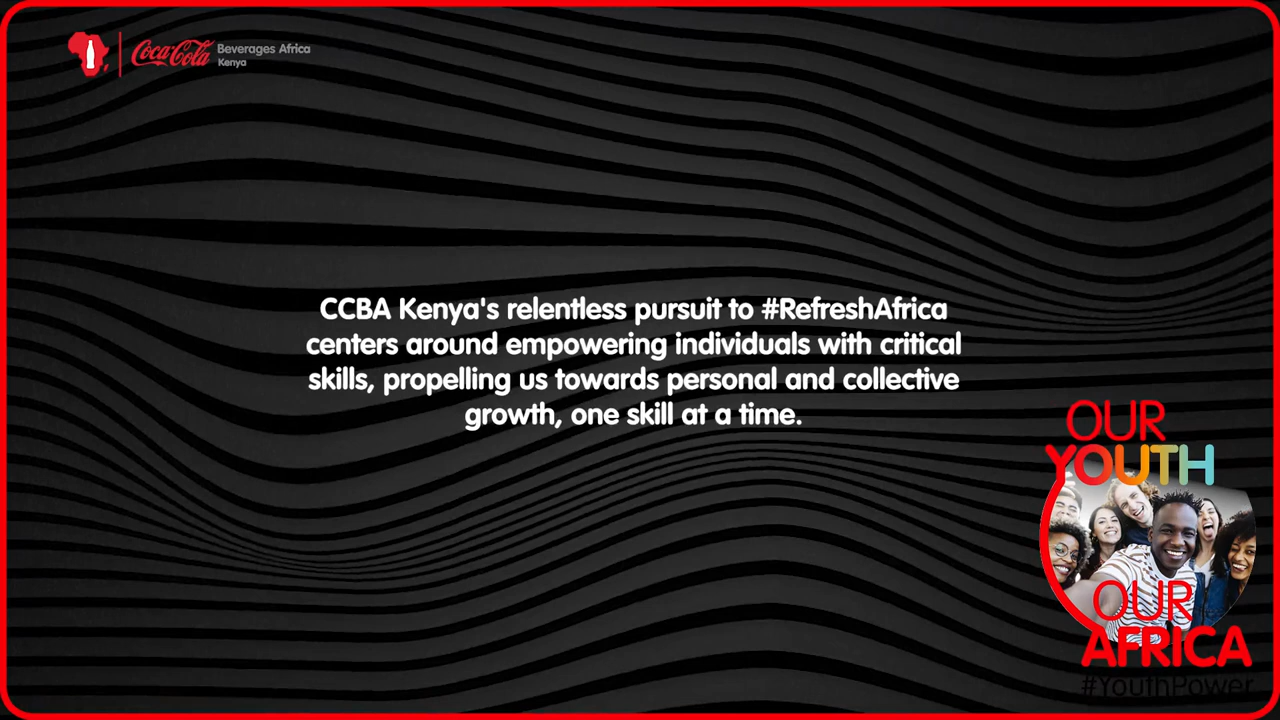 Coca-Cola Beverages Africa
Kenya
CCBA Kenya's relentless pursuit to #RefreshAfrica
centers around empowering individuals with critical
skills, propelling us towards personal and collective
growth, one skill at a time.
OUR
YOUTH
OUR
AFRICA
#YouthPower